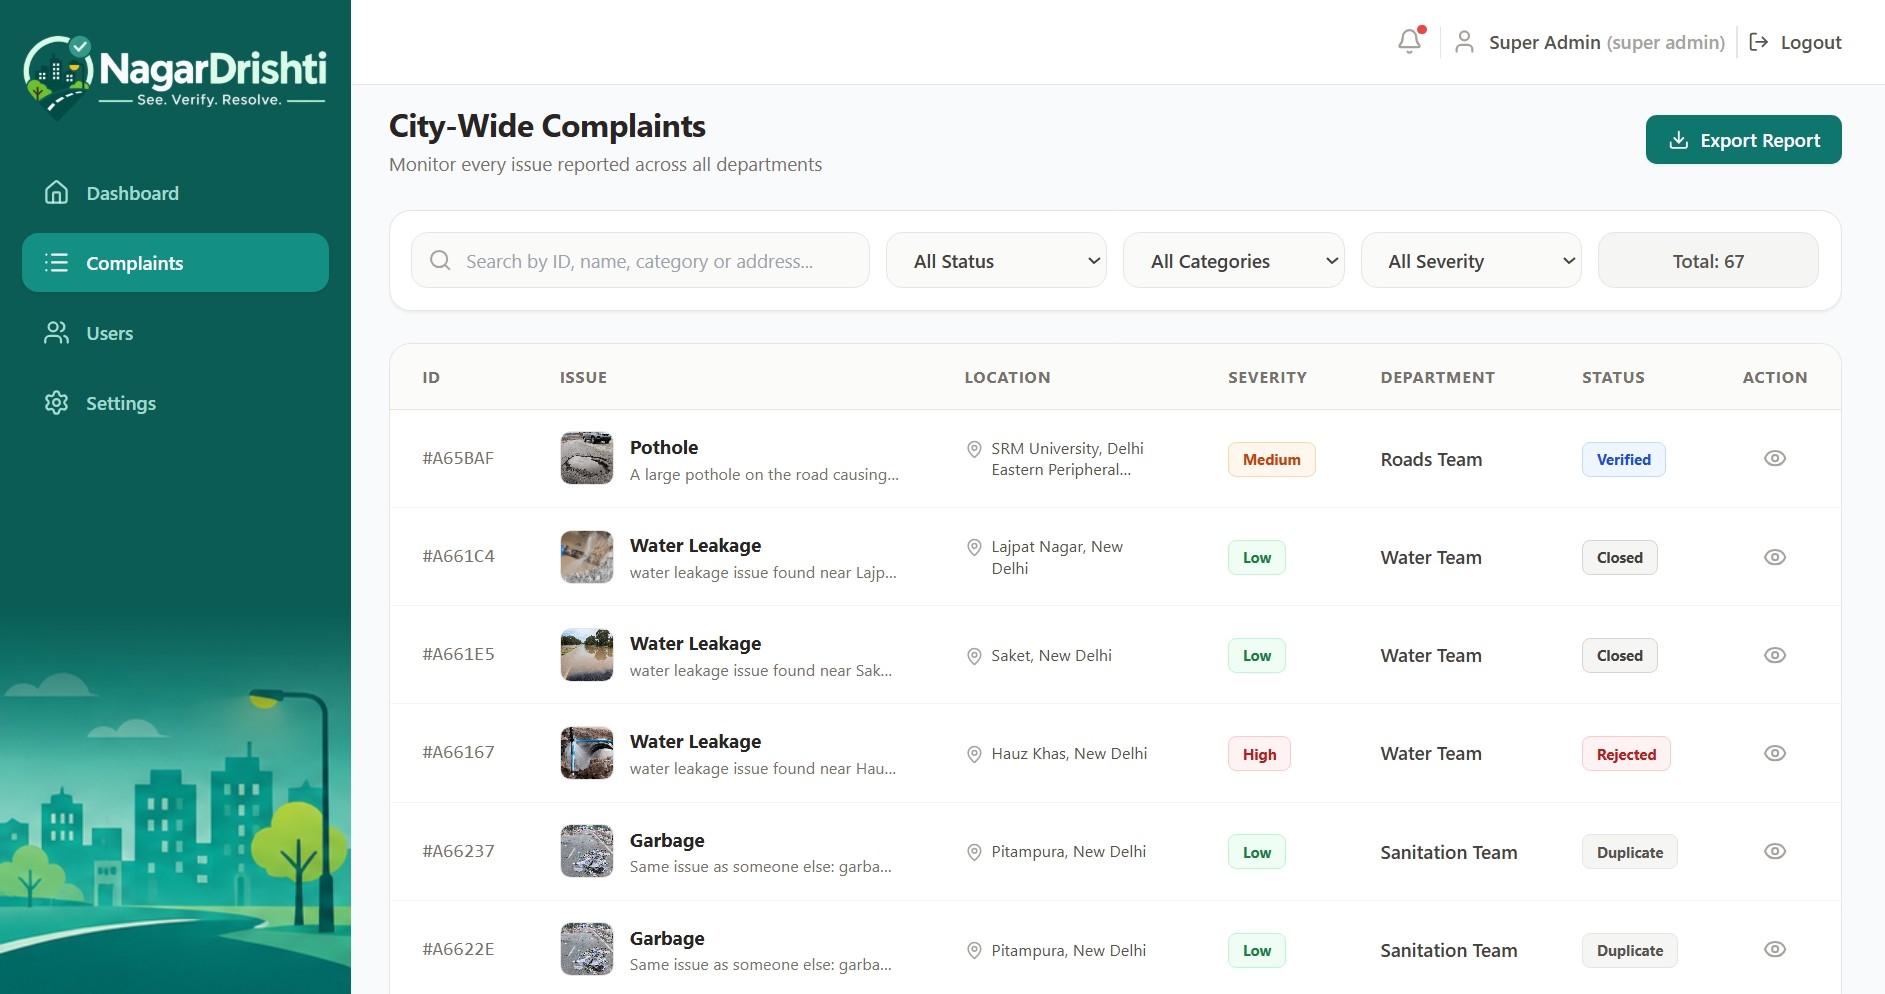 NagarDrishti
See. Verify. Resolve.
Dashboard
Complaints
Users
Settings
Super Admin (super admin)
Logout
City-Wide Complaints
Monitor every issue reported across all departments
Export Report
Search by ID, name, category or address...
All Status
All Categories
All Severity
Total: 67
ID ISSUE LOCATION SEVERITY DEPARTMENT STATUS ACTION
#A65BAF
Pothole
A large pothole on the road causing...
SRM University, Delhi
Eastern Peripheral...
Medium
Roads Team
Verified
#A661C4
Water Leakage
water leakage issue found near Lajp...
Lajpat Nagar, New
Delhi
Low
Water Team
Closed
#A661E5
Water Leakage
water leakage issue found near Sak...
Saket, New Delhi
Low
Water Team
Closed
#A66167
Water Leakage
water leakage issue found near Hau...
Hauz Khas, New Delhi
High
Water Team
Rejected
#A66237
Garbage
Same issue as someone else: garba...
Pitampura, New Delhi
Low
Sanitation Team
Duplicate
#A6622E
Garbage
Same issue as someone else: garba...
Pitampura, New Delhi
Low
Sanitation Team
Duplicate